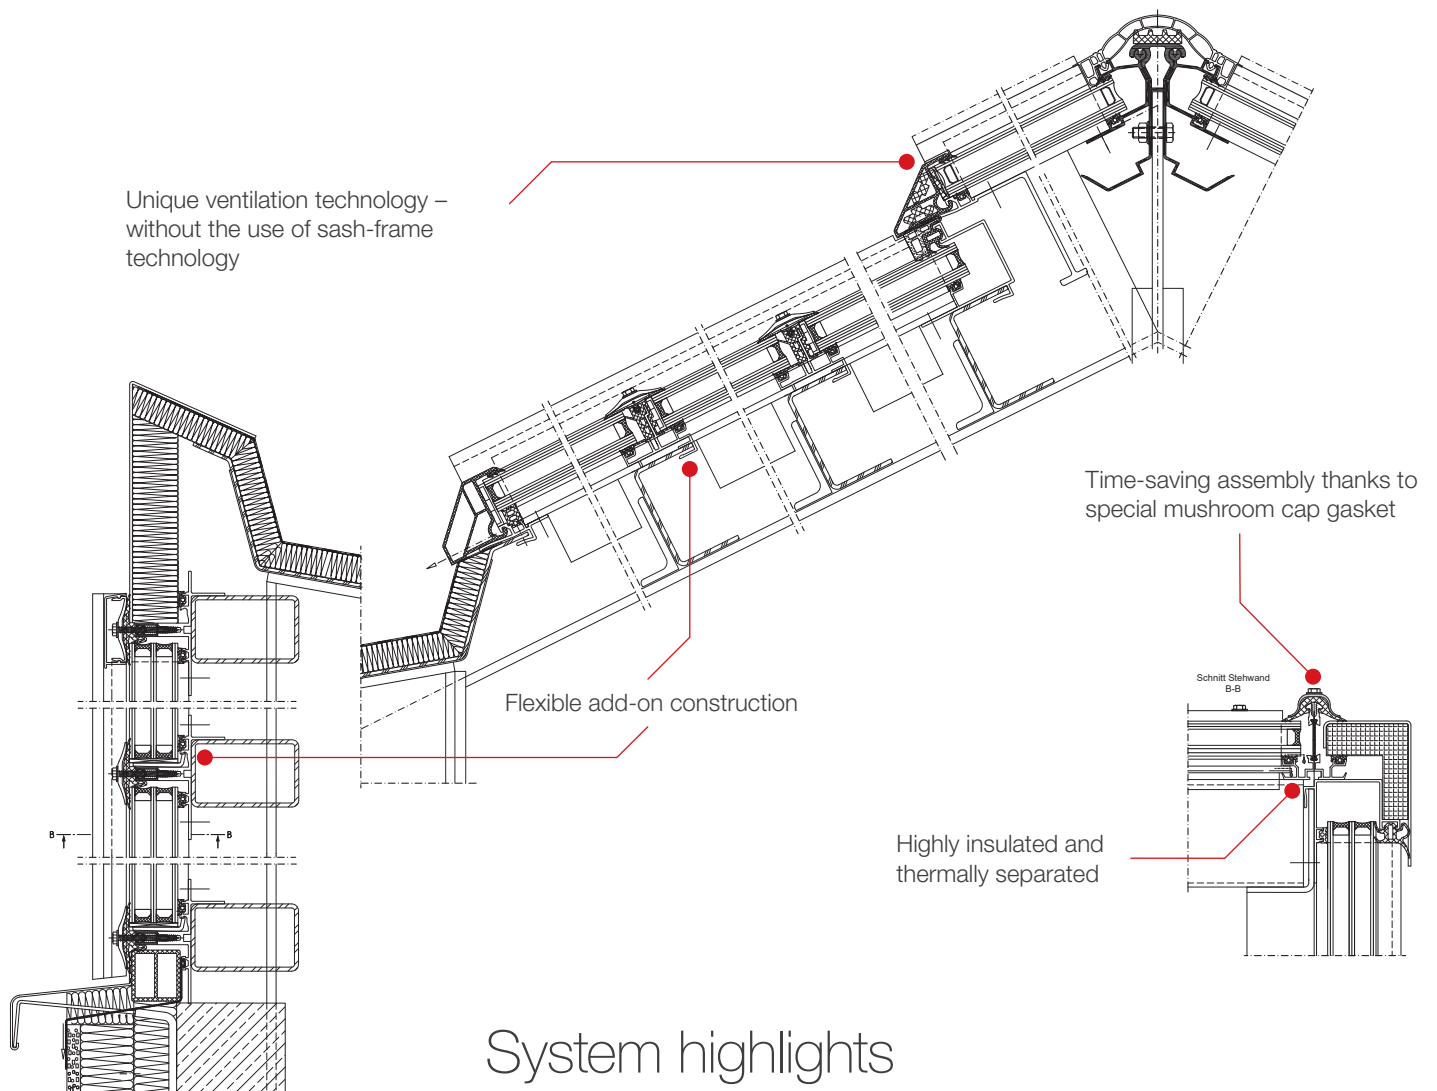 Unique ventilation technology –
without the use of sash-frame
technology
Time-saving assembly thanks to
special mushroom cap gasket
Schnitt Stehwand
B-B
Flexible add-on construction
B
B
Highly insulated and
thermally separated
System highlights